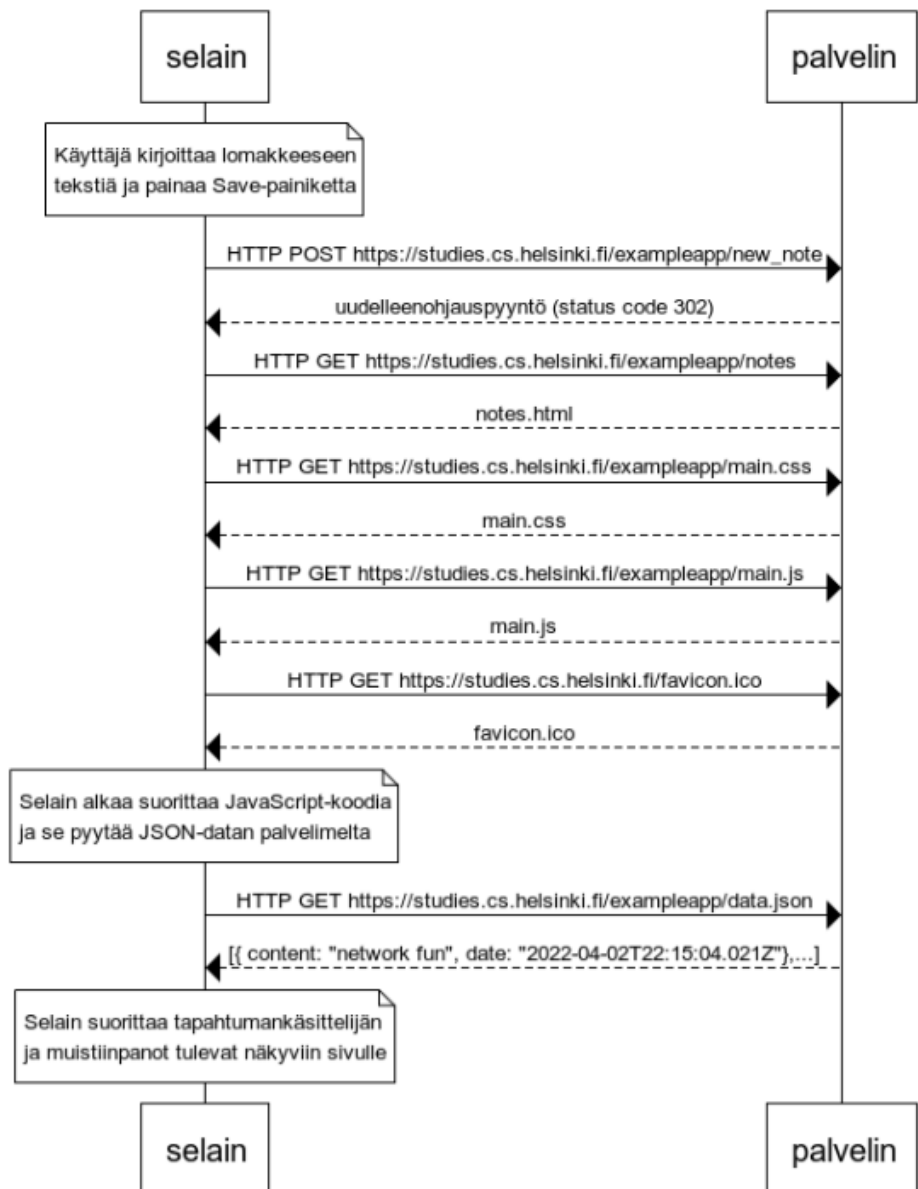 selain
palvelin
Käyttäjä kirjoittaa lomakkeeseen
tekstiä ja painaa Save-painiketta
HTTP POST https://studies.cs.helsinki.fi/exampleapp/new_note
uudelleenohjauspyyntö (status code 302)
HTTP GET https://studies.cs.helsinki.fi/exampleapp/notes
notes.html
HTTP GET https://studies.cs.helsinki.fi/exampleapp/main.css
main.css
HTTP GET https://studies.cs.helsinki.fi/exampleapp/main.js
main.js
HTTP GET https://studies.cs.helsinki.fi/favicon.ico
favicon.ico
Selain alkaa suorittaa JavaScript-koodia
ja se pyytää JSON-datan palvelimelta
HTTP GET https://studies.cs.helsinki.fi/exampleapp/data.json
[{ content: "network fun", date: "2022-04-02T22:15:04.021Z"},...]
Selain suorittaa tapahtumankäsittelijän
ja muistiinpanot tulevat näkyviin sivulle
selain
palvelin